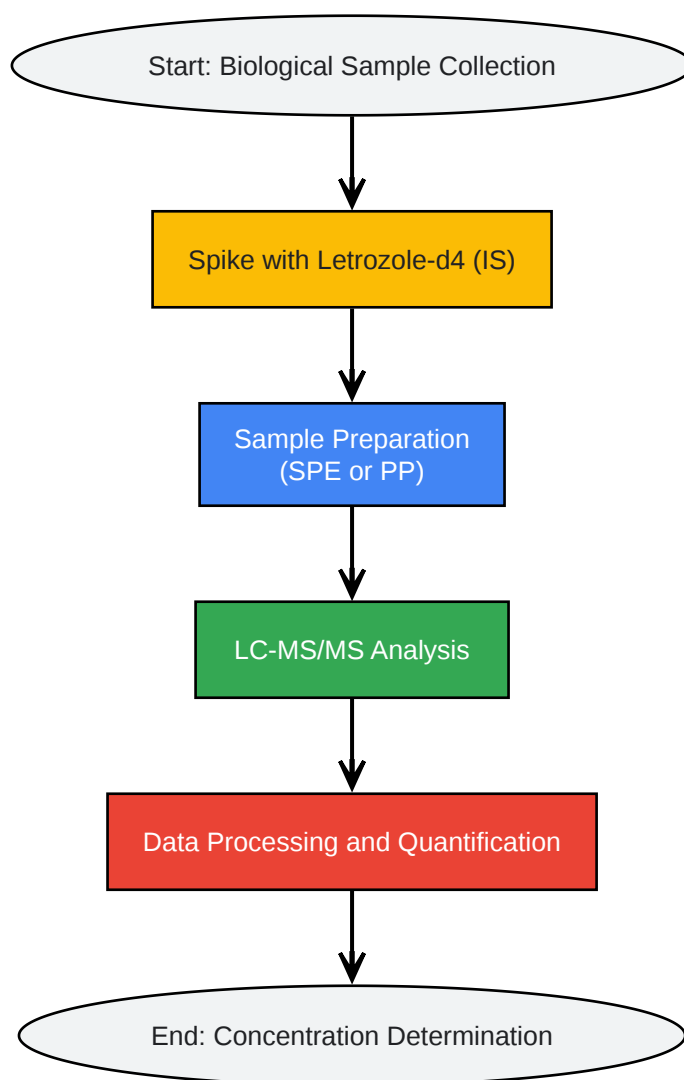 Start: Biological Sample Collection
Spike with Letrozole-d4 (IS)
Sample Preparation
(SPE or PP)
LC-MS/MS Analysis
Data Processing and Quantification
End: Concentration Determination